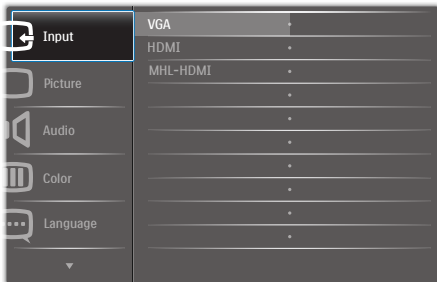 Input
Picture
Audio
Color
Language
VGA
HDMI
MHL-HDMI